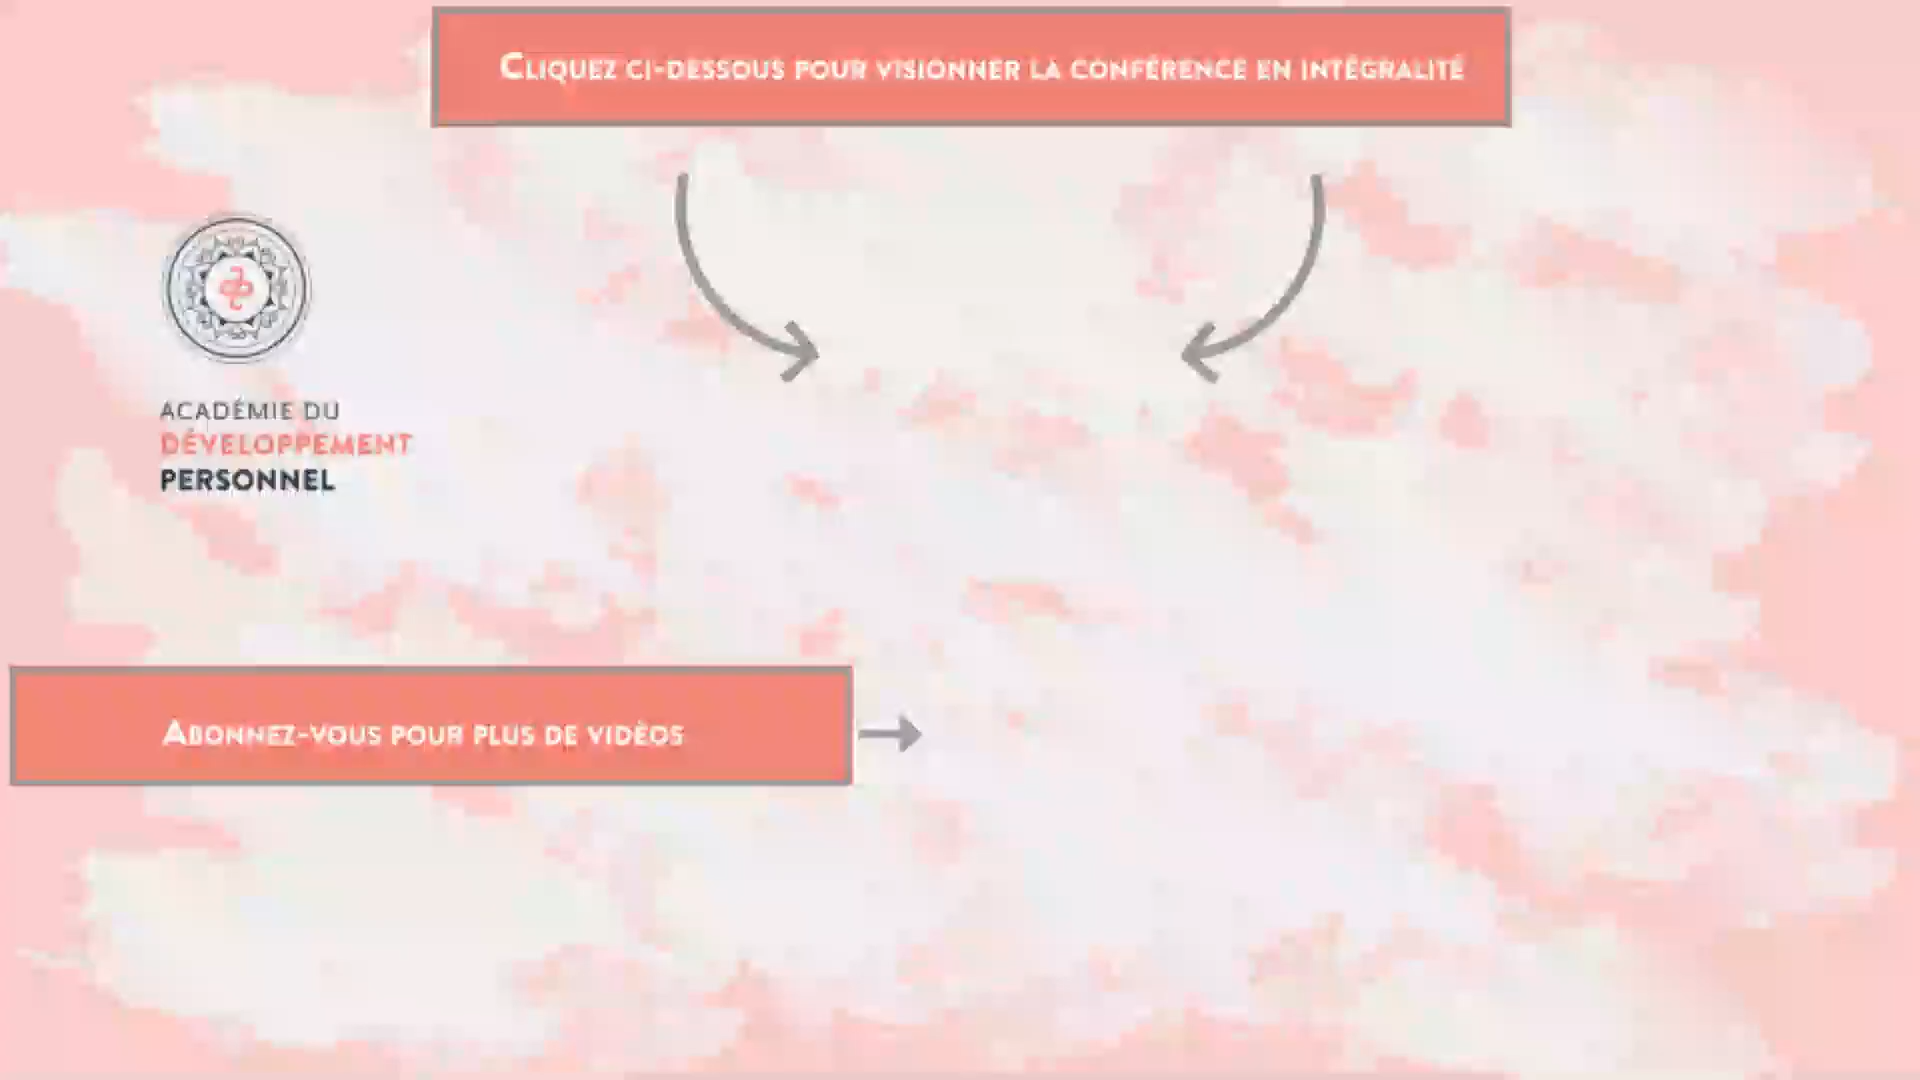 Cliquez ci-dessous pour visionner la conférence en intégralité
ACADÉMIE DU
DÉVELOPPEMENT
PERSONNEL
Abonnez-vous pour plus de vidéos